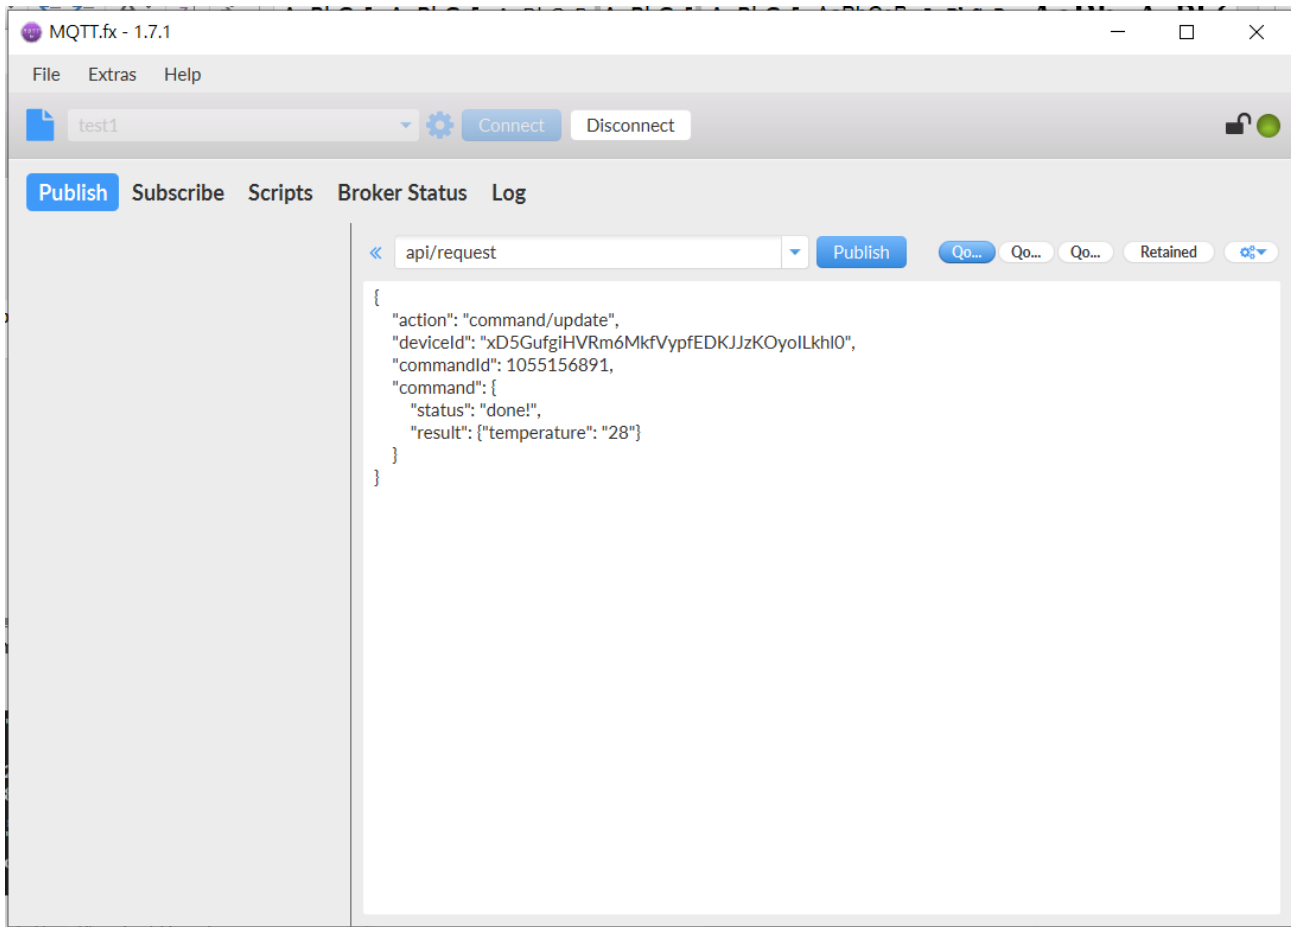 MQTT.fx - 1.7.1
File Extras Help
test1 Connect Disconnect
Publish Subscribe Scripts Broker Status Log
api/request Publish Qo... Qo... Qo... Retained
{
"action": "command/update",
"deviceId": "xD5GufgiHVRm6MkfVypfEDKJJzKOyoILkhl0",
"commandId": 1055156891,
"command": {
"status": "done!",
"result": {"temperature": "28"}
}
}